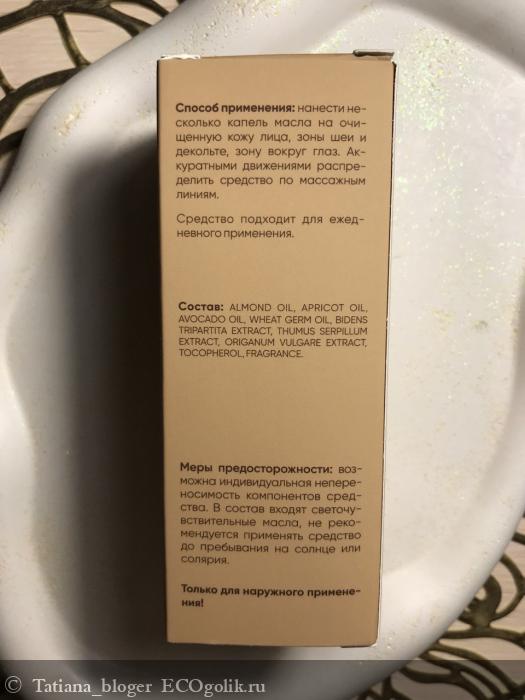 Способ применения: нанести не-
сколько капель масла на очи-
щенную кожу лица, зоны шеи и
декольте, зону вокруг глаз. Ак-
куратными движениями распре-
делить средство по массажным
линиям.
Средство подходит для ежед-
невного применения.
Состав: ALMOND OIL, APRICOT OIL,
AVOCADO OIL, WHEAT GERM OIL, BIDENS
TRIPARTITA EXTRACT, THUMUS SERPILLUM
EXTRACT, ORIGANUM VULGARE EXTRACT,
TOCOPHEROL, FRAGRANCE.
Меры предосторожности: воз-
можна индивидуальная непере-
носимость компонентов сред-
ства. В состав входят светочу-
вствительные масла, не реко-
мендуется применять средство
до пребывания на солнце или
солярия.
Только для наружного примене-
ния!
© Tatiana_bloger ECOgolik.ru